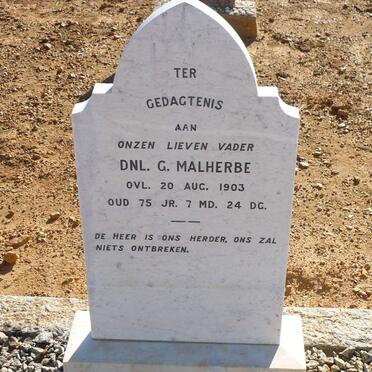 TER
GEDAGTENIS
AAN
ONZEN LIEVEN VADER
DNL. G. MALHERBE
OVL. 20 AUG. 1903
OUD 75 JR. 7 MD. 24 DG.
DE HEER IS ONS HERDER, ONS ZAL
NIETS ONTBREKEN.